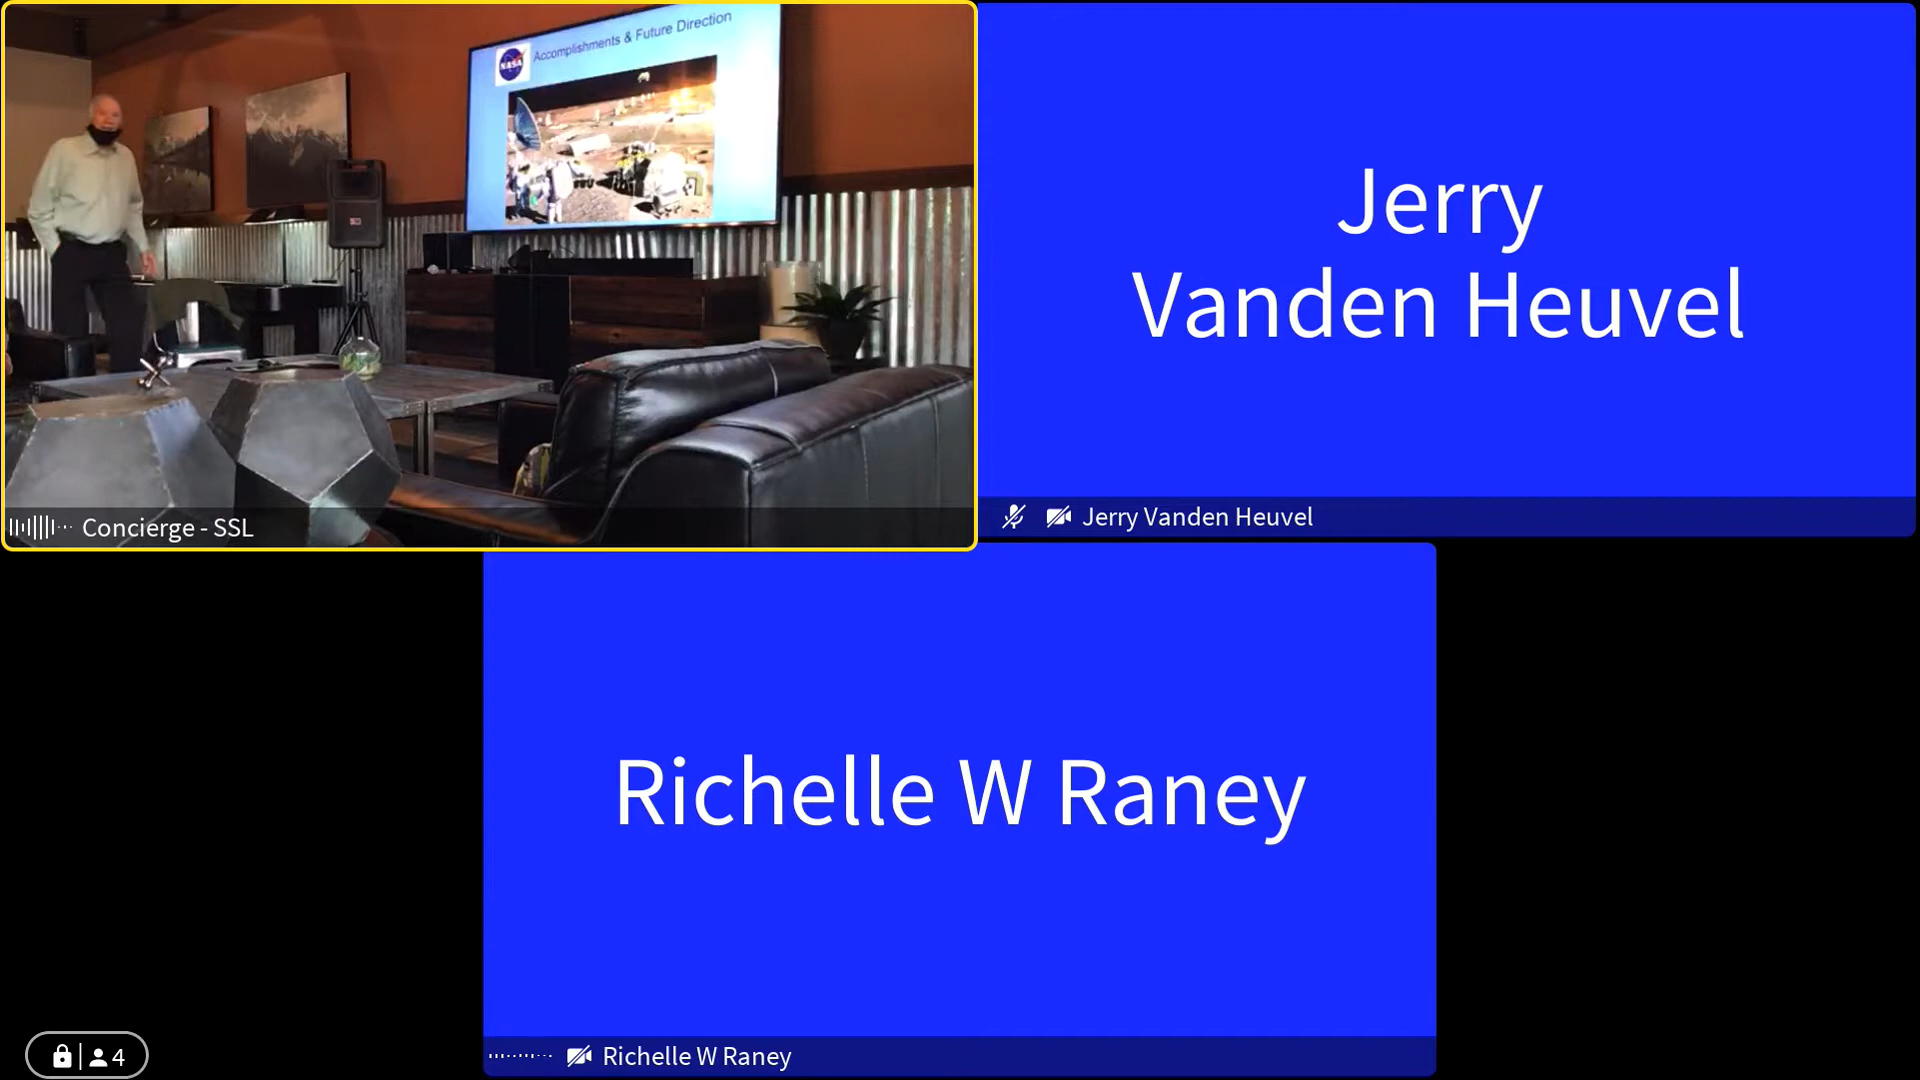 NASA
Accomplishments & Future Direction
Concierge - SSL
Jerry
Vanden Heuvel
Jerry Vanden Heuvel
Richelle W Raney
Richelle W Raney
4